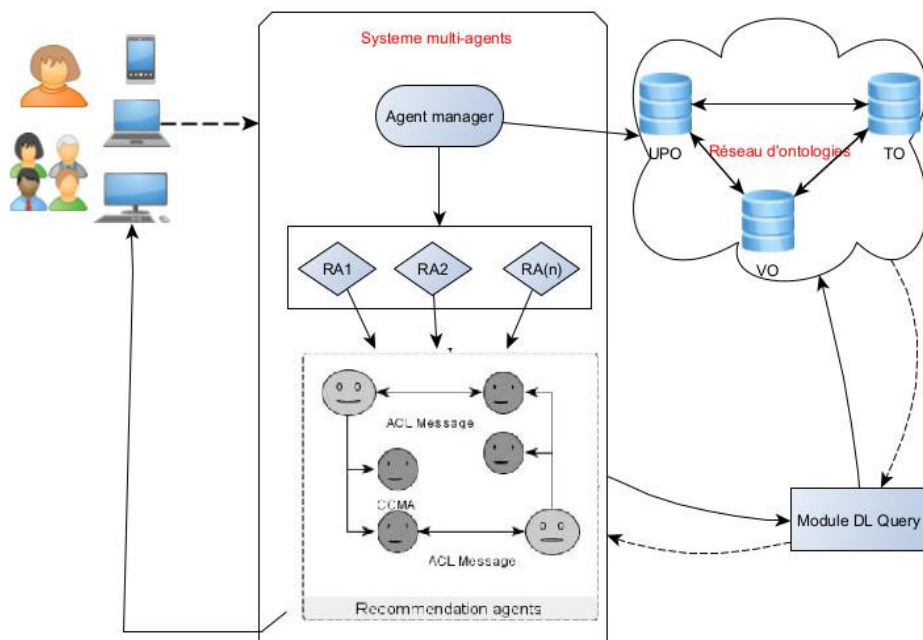 Systeme multi-agents
Agent manager
UPO
Réseau d'ontologies
TO
VO
RA1
RA2
RA(n)
ACL Message
CCMA
ACL Message
Recommendation agents
Module DL Query